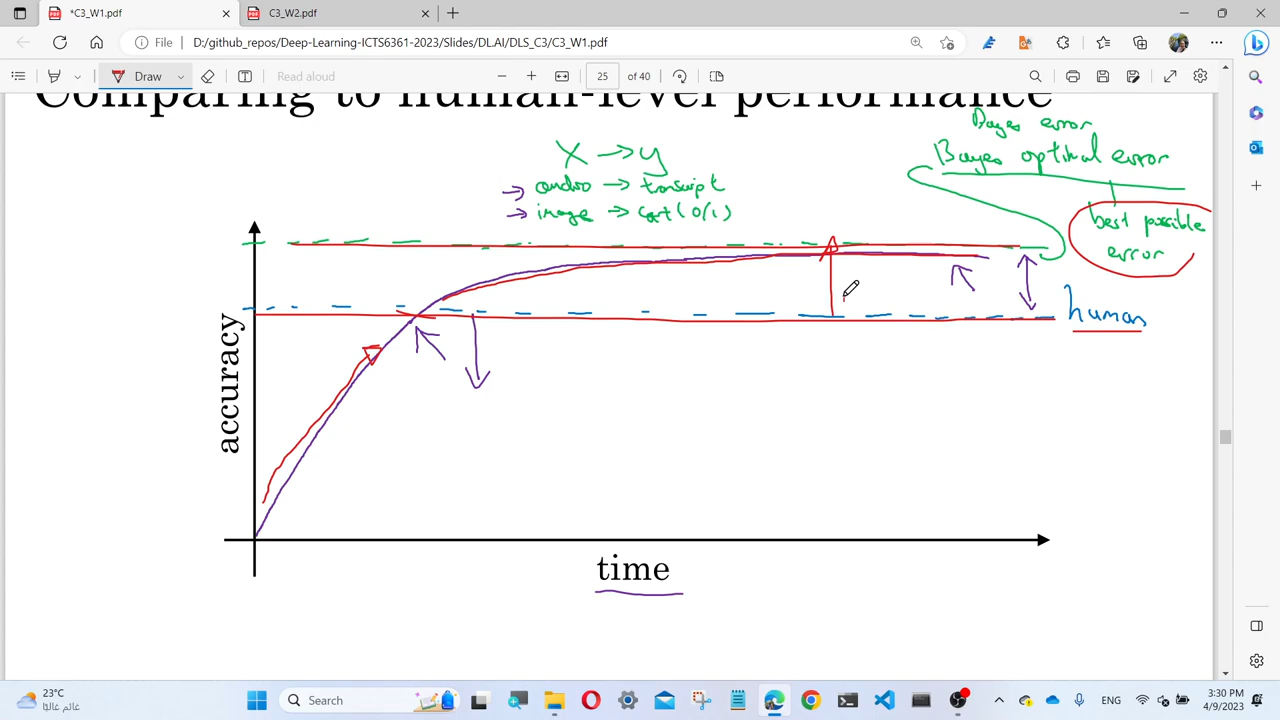 *C3_W1.pdf
C3_W2.pdf
File
D:/github_repos/Deep-Learning-ICTS6361-2023/Slides/DL.AI/DLS_C3/C3_W1.pdf
Draw
Read aloud
25 of 40
Comparing to human-level performance
Bayes error
Bayes optimal error
X → y
audio → transcript
image → cat (0/1)
best possible
error
human
accuracy
time
23°C
غائم غالبًا
Search
ENG
3:30 PM
4/9/2023